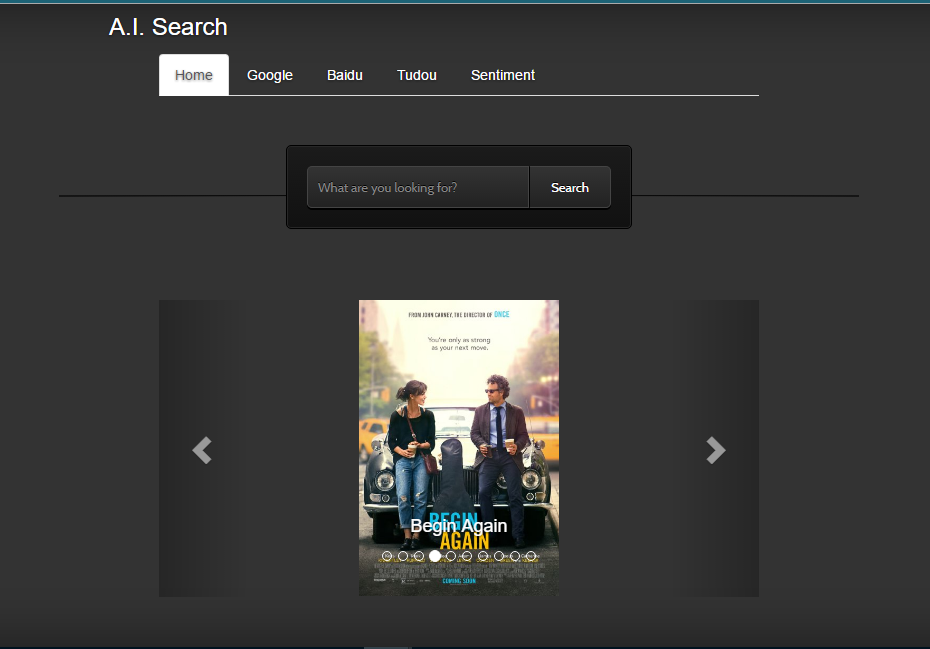 A.I. Search
Home Google Baidu Tudou Sentiment
What are you looking for? Search
FROM JOHN CARNEY, THE DIRECTOR OF ONCE
You're only as strong
as your next move.
BEGIN
Begin Again
AGAIN
COMING SOON